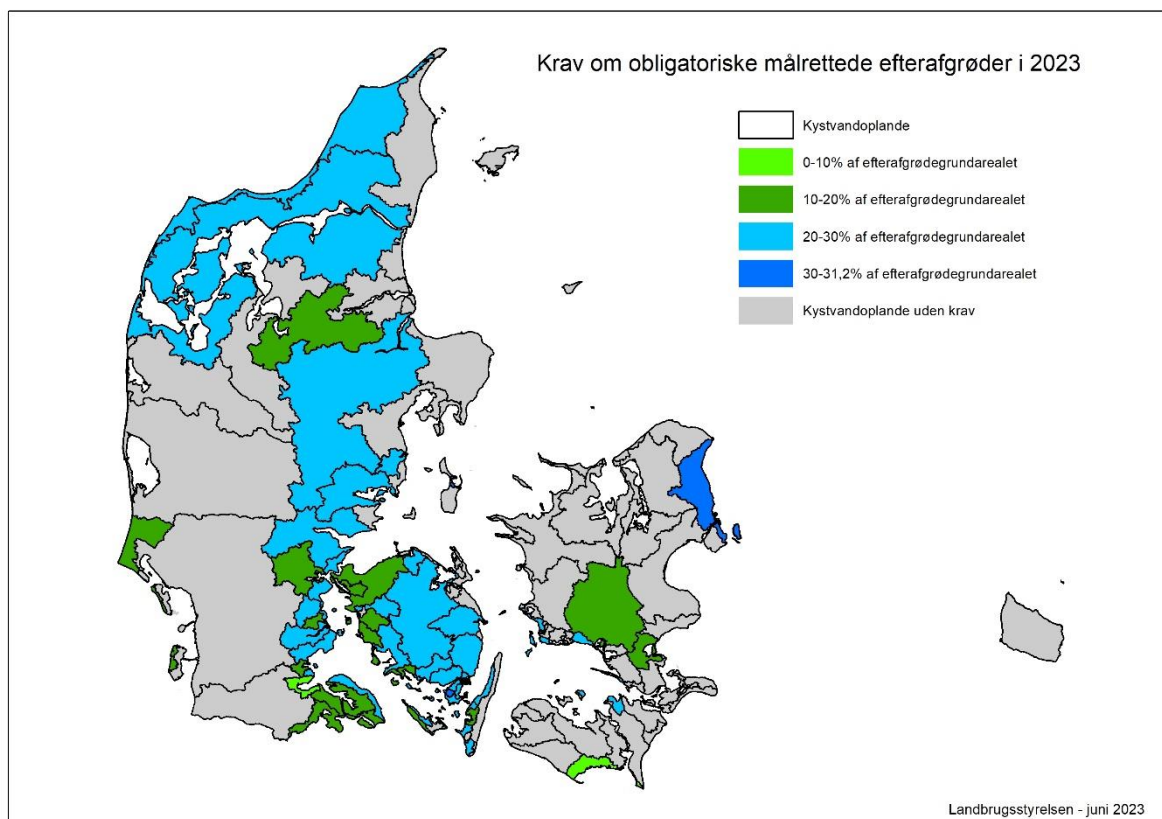 Krav om obligatoriske målrettede efterafgrøder i 2023
Kystvandoplande
0-10% af efterafgrødegrundarealet
10-20% af efterafgrødegrundarealet
20-30% af efterafgrødegrundarealet
30-31,2% af efterafgrødegrundarealet
Kystvandoplande uden krav
Landbrugsstyrelsen - juni 2023